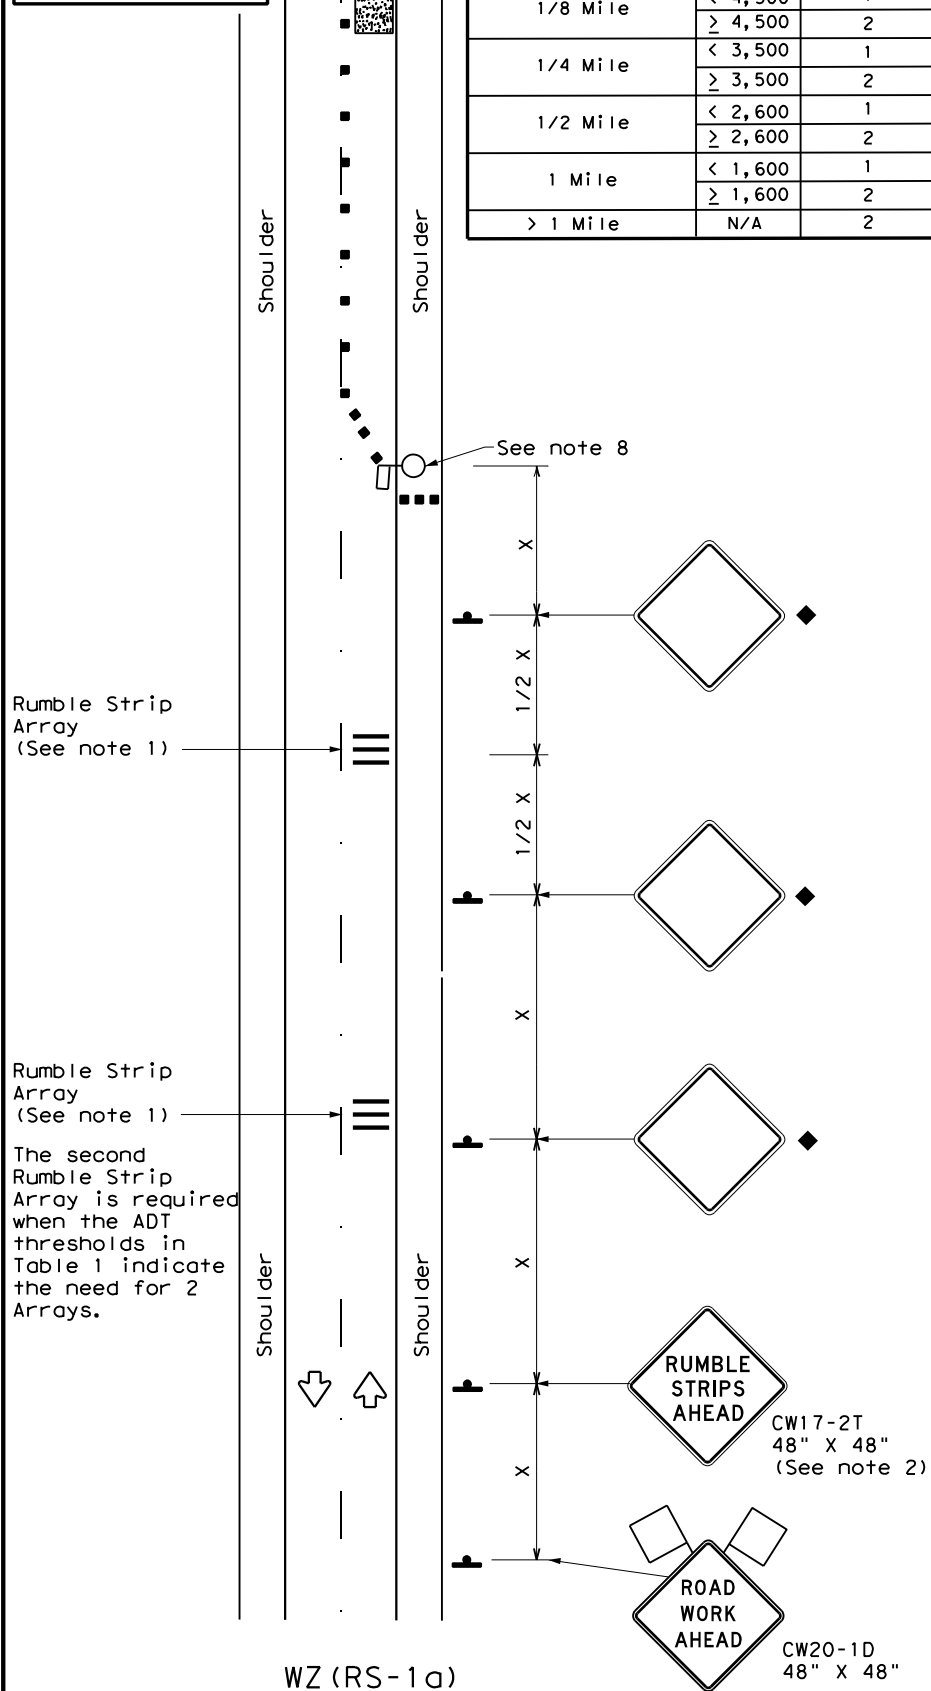 1/8 Mile
< 4,500
≥ 4,500 2
1/4 Mile
< 3,500 1
≥ 3,500 2
1/2 Mile
< 2,600 1
≥ 2,600 2
1 Mile
< 1,600 1
≥ 1,600 2
> 1 Mile N/A 2
Shoulder
Shoulder
See note 8
X
1/2 X
Rumble Strip
Array
(See note 1)
1/2 X
X
Rumble Strip
Array
(See note 1)
The second
Rumble Strip
Array is required
when the ADT
thresholds in
Table 1 indicate
the need for 2
Arrays.
Shoulder
Shoulder
X
RUMBLE
STRIPS
AHEAD
CW17-2T
48" X 48"
(See note 2)
X
ROAD
WORK
AHEAD
CW20-1D
48" X 48"
WZ(RS-1a)